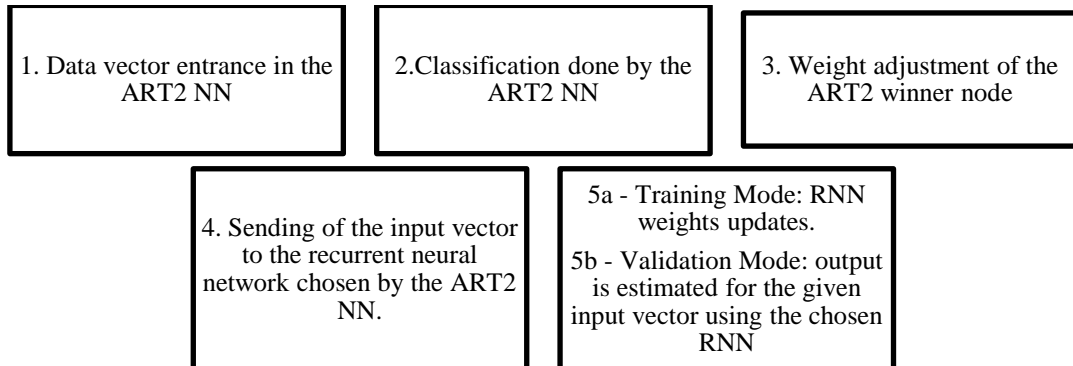 1. Data vector entrance in the
ART2 NN
2.Classification done by the
ART2 NN
3. Weight adjustment of the
ART2 winner node
4. Sending of the input vector
to the recurrent neural
network chosen by the ART2
NN.
5a - Training Mode: RNN
weights updates.
5b - Validation Mode: output
is estimated for the given
input vector using the chosen
RNN